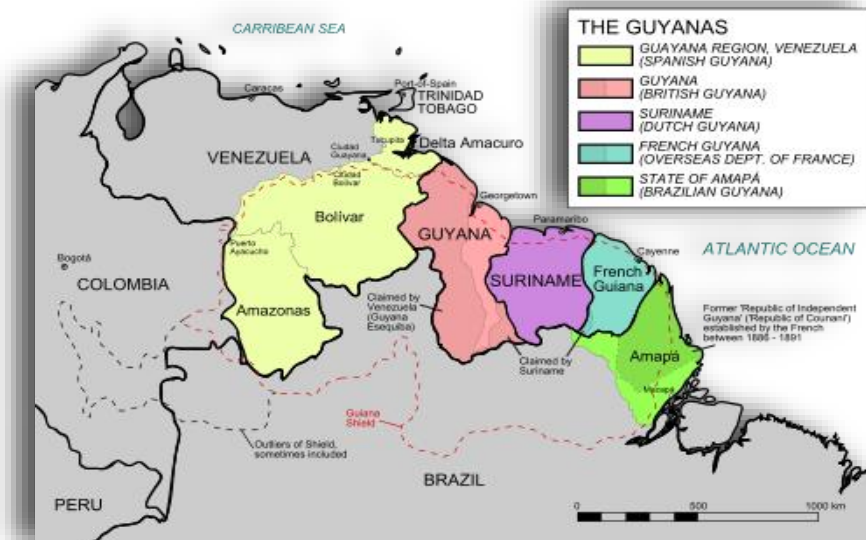 CARRIBEAN SEA
THE GUYANAS
GUAYANA REGION, VENEZUELA
(SPANISH GUYANA)
GUYANA
(BRITISH GUYANA)
SURINAME
(DUTCH GUYANA)
FRENCH GUYANA
(OVERSEAS DEPT. OF FRANCE)
STATE OF AMAPÁ
(BRAZILIAN GUYANA)
Caracas
Port-of-Spain
TRINIDAD
TOBAGO
Tucupita
Delta Amacuro
VENEZUELA
Ciudad
Guayana
Ciudad
Bolívar
Georgetown
Bolívar
Paramaribo
GUYANA
Puerto
Ayacucho
Cayenne
ATLANTIC OCEAN
Bogotá
COLOMBIA
SURINAME
French
Guiana
Amazonas
Claimed by
Venezuela
(Guyana
Esequiba)
Former 'Republic of Independent
Guyana' ('Republic of Counani')
established by the French
between 1886 - 1891
Claimed by
Suriname
Amapá
Macapá
Guiana
Shield
Outliers of Shield,
sometimes included
BRAZIL
PERU
0 500 1000 km